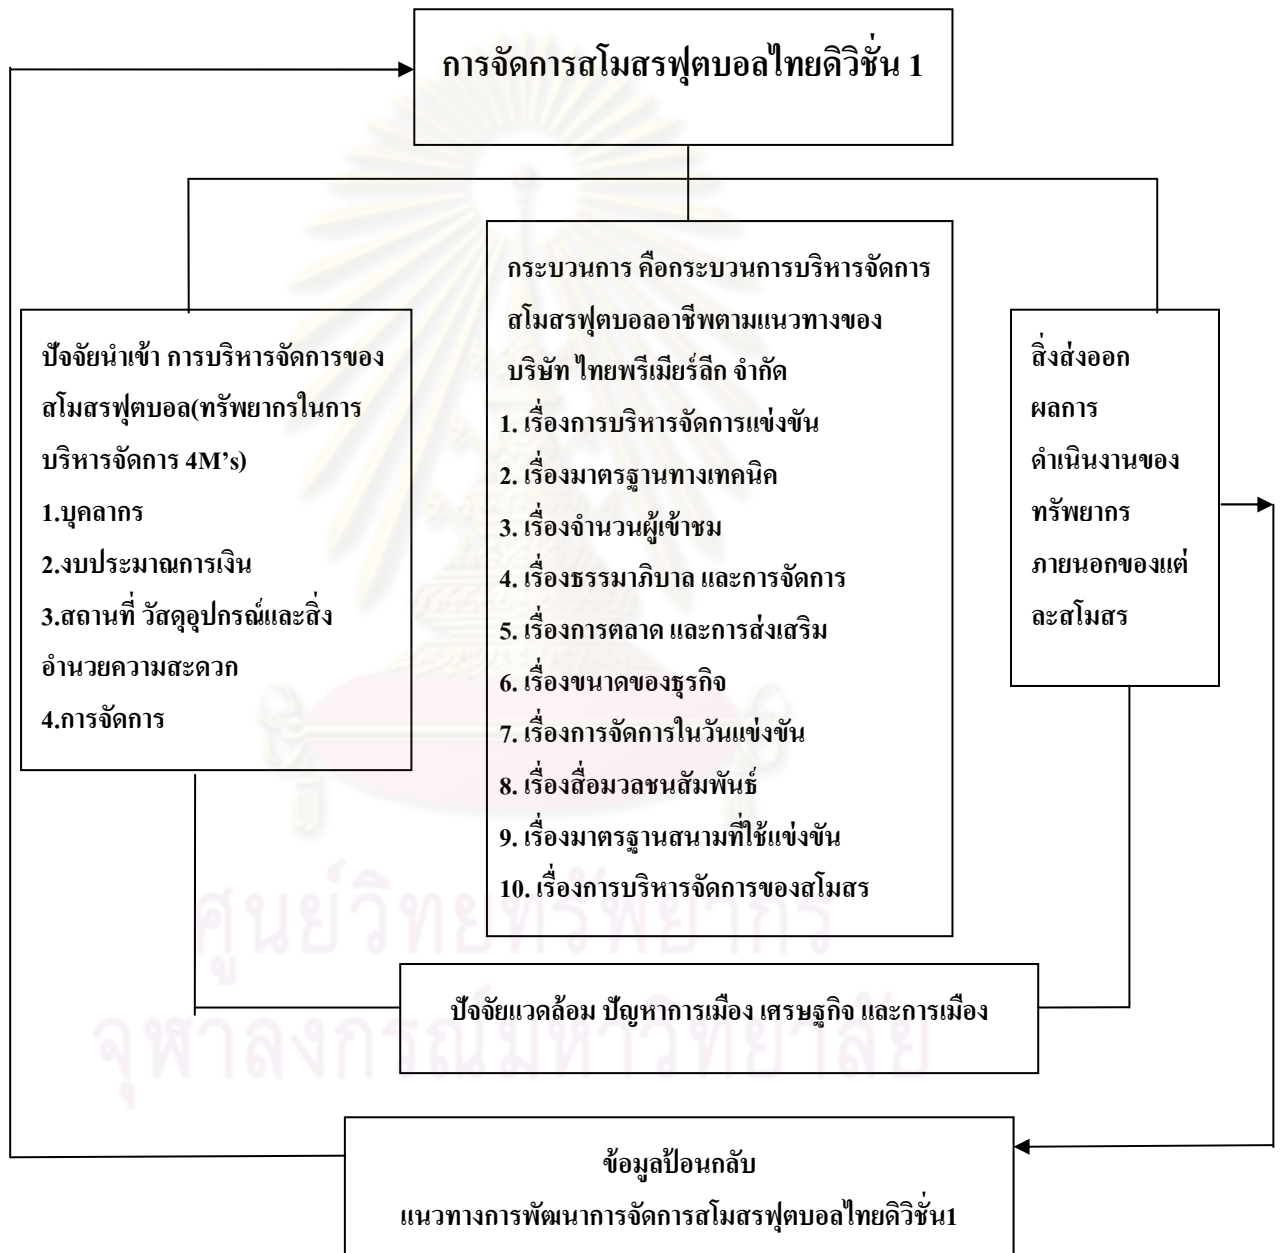 การจัดการสโมสรฟุตบอลไทยดิวิชั่น 1
ปัจจัยนำเข้า การบริหารจัดการของ
สโมสรฟุตบอล(ทรัพยากรในการ
บริหารจัดการ 4M’s)
1.บุคลากร
2.งบประมาณการเงิน
3.สถานที่ วัสดุอุปกรณ์และสิ่ง
อำนวยความสะดวก
4.การจัดการ
กระบวนการ คือกระบวนการบริหารจัดการ
สโมสรฟุตบอลอาชีพตามแนวทางของ
บริษัท ไทยพรีเมียร์ลีก จำกัด
1. เรื่องการบริหารจัดการแข่งขัน
2. เรื่องมาตรฐานทางเทคนิค
3. เรื่องจำนวนผู้เข้าชม
4. เรื่องธรรมาภิบาล และการจัดการ
5. เรื่องการตลาด และการส่งเสริม
6. เรื่องขนาดของธุรกิจ
7. เรื่องการจัดการในวันแข่งขัน
8. เรื่องสื่อมวลชนสัมพันธ์
9. เรื่องมาตรฐานสนามที่ใช้แข่งขัน
10. เรื่องการบริหารจัดการของสโมสร
สิ่งส่งออก
ผลการ
ดำเนินงานของ
ทรัพยากร
ภายนอกของแต่
ละสโมสร
ปัจจัยแวดล้อม ปัญหาการเมือง เศรษฐกิจ และการเมือง
ข้อมูลป้อนกลับ
แนวทางการพัฒนาการจัดการสโมสรฟุตบอลไทยดิวิชั่น1
ศูนย์วิทยทรัพยากร
จุฬาลงกรณ์มหาวิทยาลัย